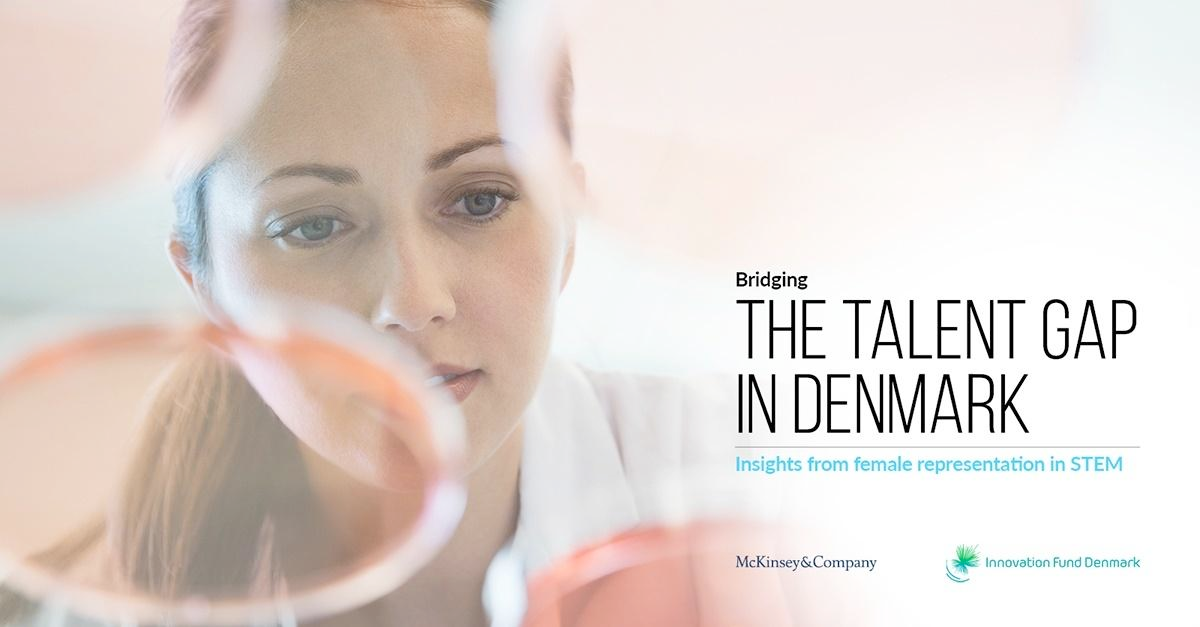 Bridging
THE TALENT GAP
IN DENMARK
Insights from female representation in STEM
McKinsey&Company
Innovation Fund Denmark